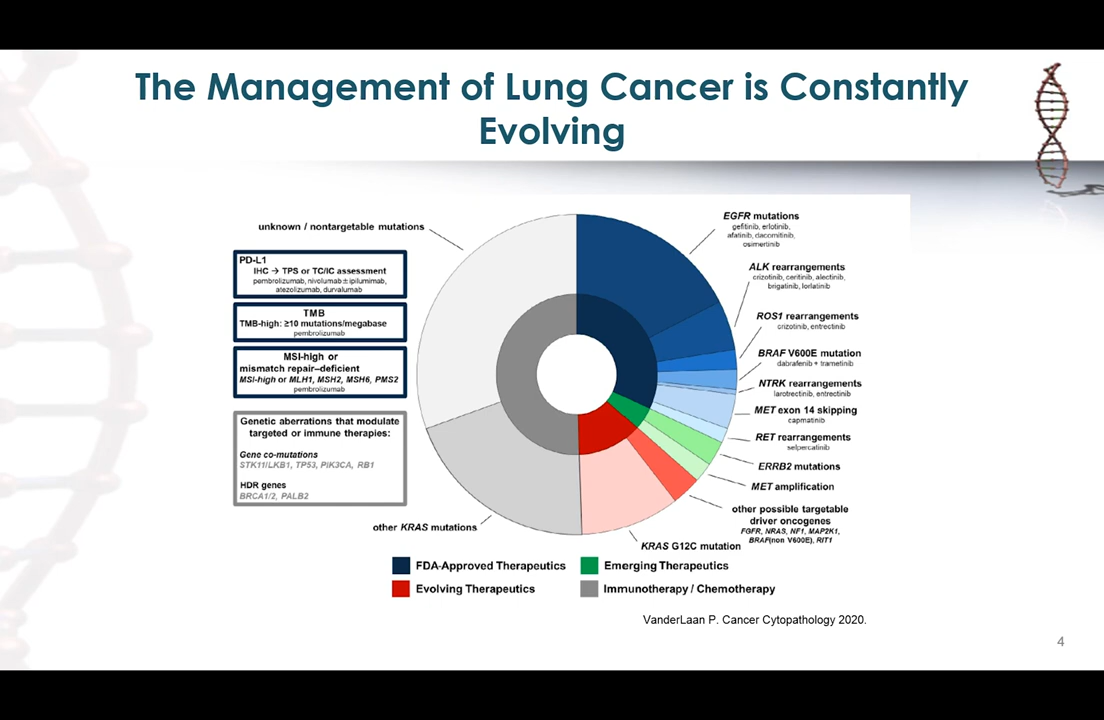 The Management of Lung Cancer is Constantly
Evolving
unknown / nontargetable mutations
PD-L1
IHC → TPS or TC/IC assessment
pembrolizumab, nivolumab ± ipilumimab,
atezolizumab, durvalumab
TMB
TMB-high: ≥10 mutations/megabase
pembrolizumab
MSI-high or
mismatch repair–deficient
MSI-high or MLH1, MSH2, MSH6, PMS2
pembrolizumab
Genetic aberrations that modulate
targeted or immune therapies:
Gene co-mutations
STK11/LKB1, TP53, PIK3CA, RB1
HDR genes
BRCA1/2, PALB2
other KRAS mutations
EGFR mutations
gefitinib, erlotinib,
afatinib, dacomitinib,
osimertinib
ALK rearrangements
crizotinib, ceritinib, alectinib,
brigatinib, lorlatinib
ROS1 rearrangements
crizotinib, entrectinib
BRAF V600E mutation
dabrafenib + trametinib
NTRK rearrangements
larotrectinib, entrectinib
MET exon 14 skipping
capmatinib
RET rearrangements
selpercatinib
ERRB2 mutations
MET amplification
other possible targetable
driver oncogenes
FGFR, NRAS, NF1, MAP2K1,
BRAF(non V600E), RIT1
KRAS G12C mutation
FDA-Approved Therapeutics
Emerging Therapeutics
Evolving Therapeutics
Immunotherapy / Chemotherapy
VanderLaan P. Cancer Cytopathology 2020.
4